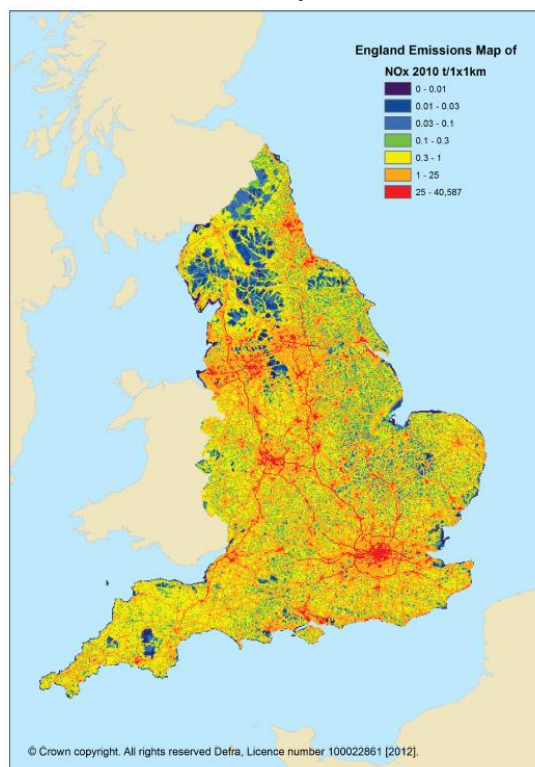 England Emissions Map of
NOx 2010 t/1x1km
0 - 0.01
0.01 - 0.03
0.03 - 0.1
0.1 - 0.3
0.3 - 1
1 - 25
25 - 40,587
© Crown copyright. All rights reserved Defra, Licence number 100022861 [2012].